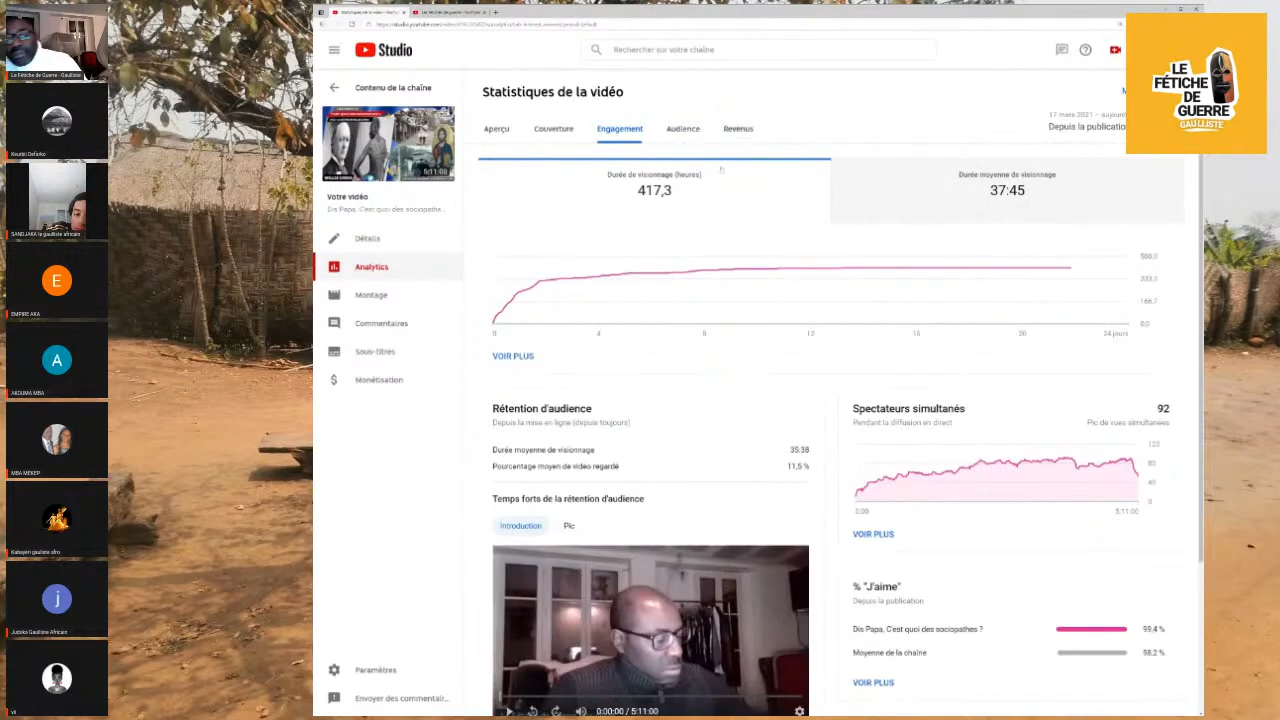 Le Fétiche de Guerre - Gaulliste
SANDJAKA le gaulliste africain
E
EMPIRE AKA
A
AKOUMA MBA
MBA MEKEP
Kabayéri gauliste afro
j
Judoka Gaulliste Africain
vii
Studio
Rechercher sur votre chaîne
LE
FÉTICHE
DE
GUERRE
GAULLISTE
Contenu de la chaîne
5:11:00
Votre vidéo
Dis Papa, C'est quoi des sociopathe...
Détails
Analytics
Montage
Commentaires
Sous-titres
Monétisation
Paramètres
Envoyer des commentair...
Statistiques de la vidéo
17 mars 2021 – aujourd
Depuis la publicatio
Aperçu
Couverture
Engagement
Audience
Revenus
Durée de visionnage (heures)
417,3
Durée moyenne de visionnage
37:45
500,0
333,3
166,7
0,0
0 4 8 12 16 20 24 jours
VOIR PLUS
Rétention d'audience
Depuis la mise en ligne (depuis toujours)
Durée moyenne de visionnage 35:38
Pourcentage moyen de vidéo regardé 11,5 %
Temps forts de la rétention d'audience
Introduction Pic
0:00:00 / 5:11:00
Spectateurs simultanés 92
Pendant la diffusion en direct Pic de vues simultanées
120
80
40
0
0:00 5:11:00
VOIR PLUS
% "J'aime"
Depuis la publication
Dis Papa, C'est quoi des sociopathes ? 99,4 %
Moyenne de la chaîne 98,2 %
VOIR PLUS